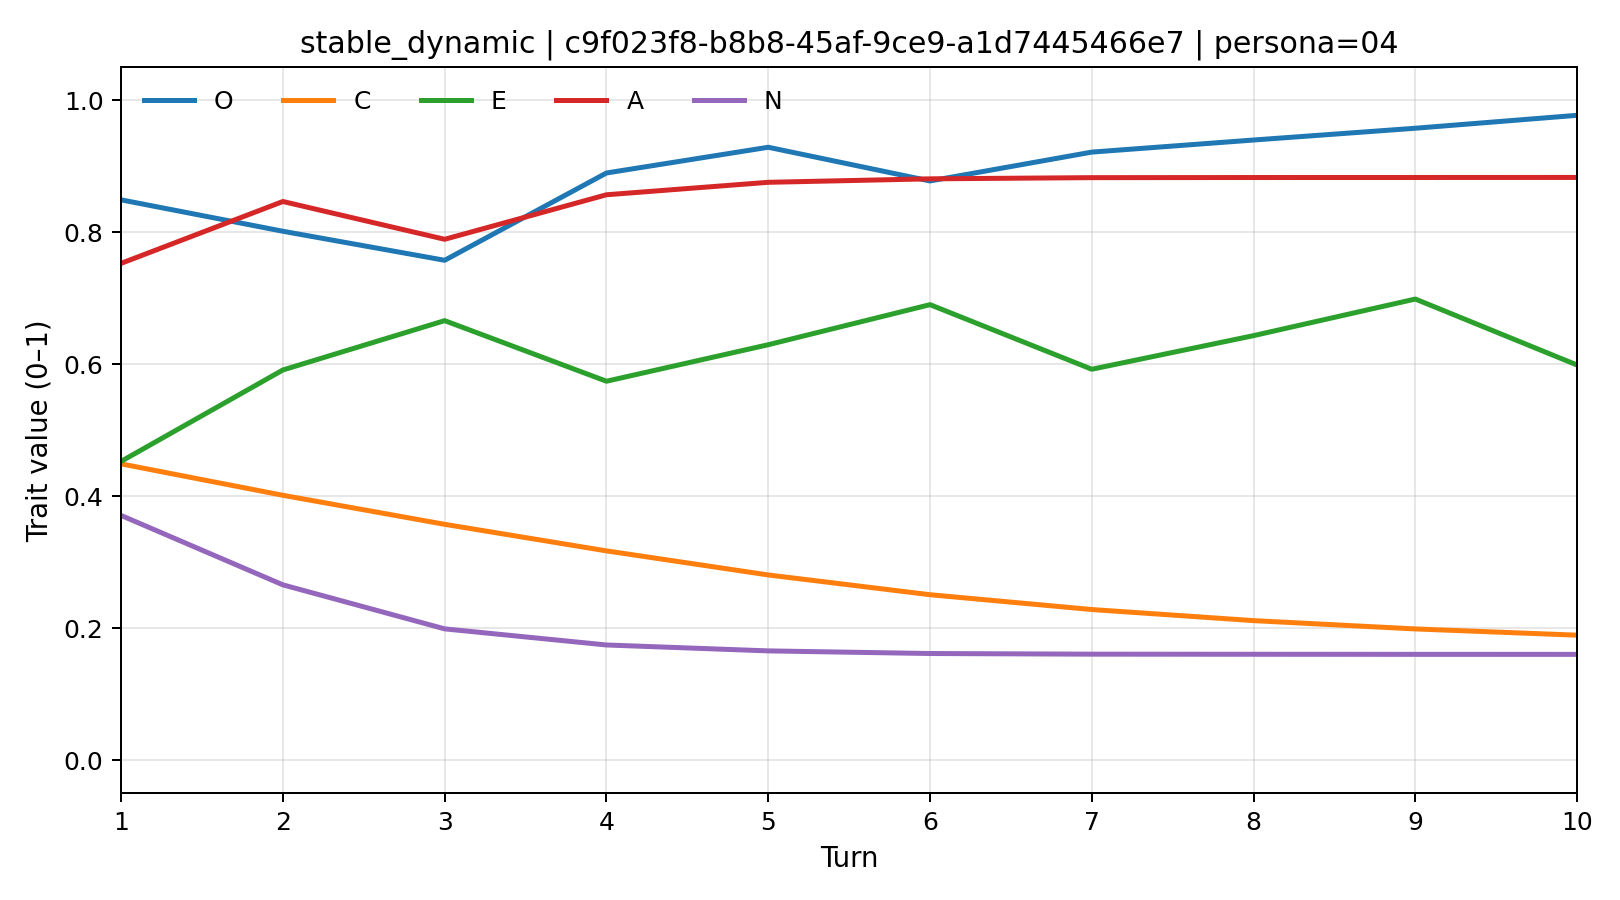 stable_dynamic | c9f023f8-b8b8-45af-9ce9-a1d7445466e7 | persona=04
O C E A N
Trait value (0–1)
1.0
0.8
0.6
0.4
0.2
0.0
1 2 3 4 5 6 7 8 9 10
Turn